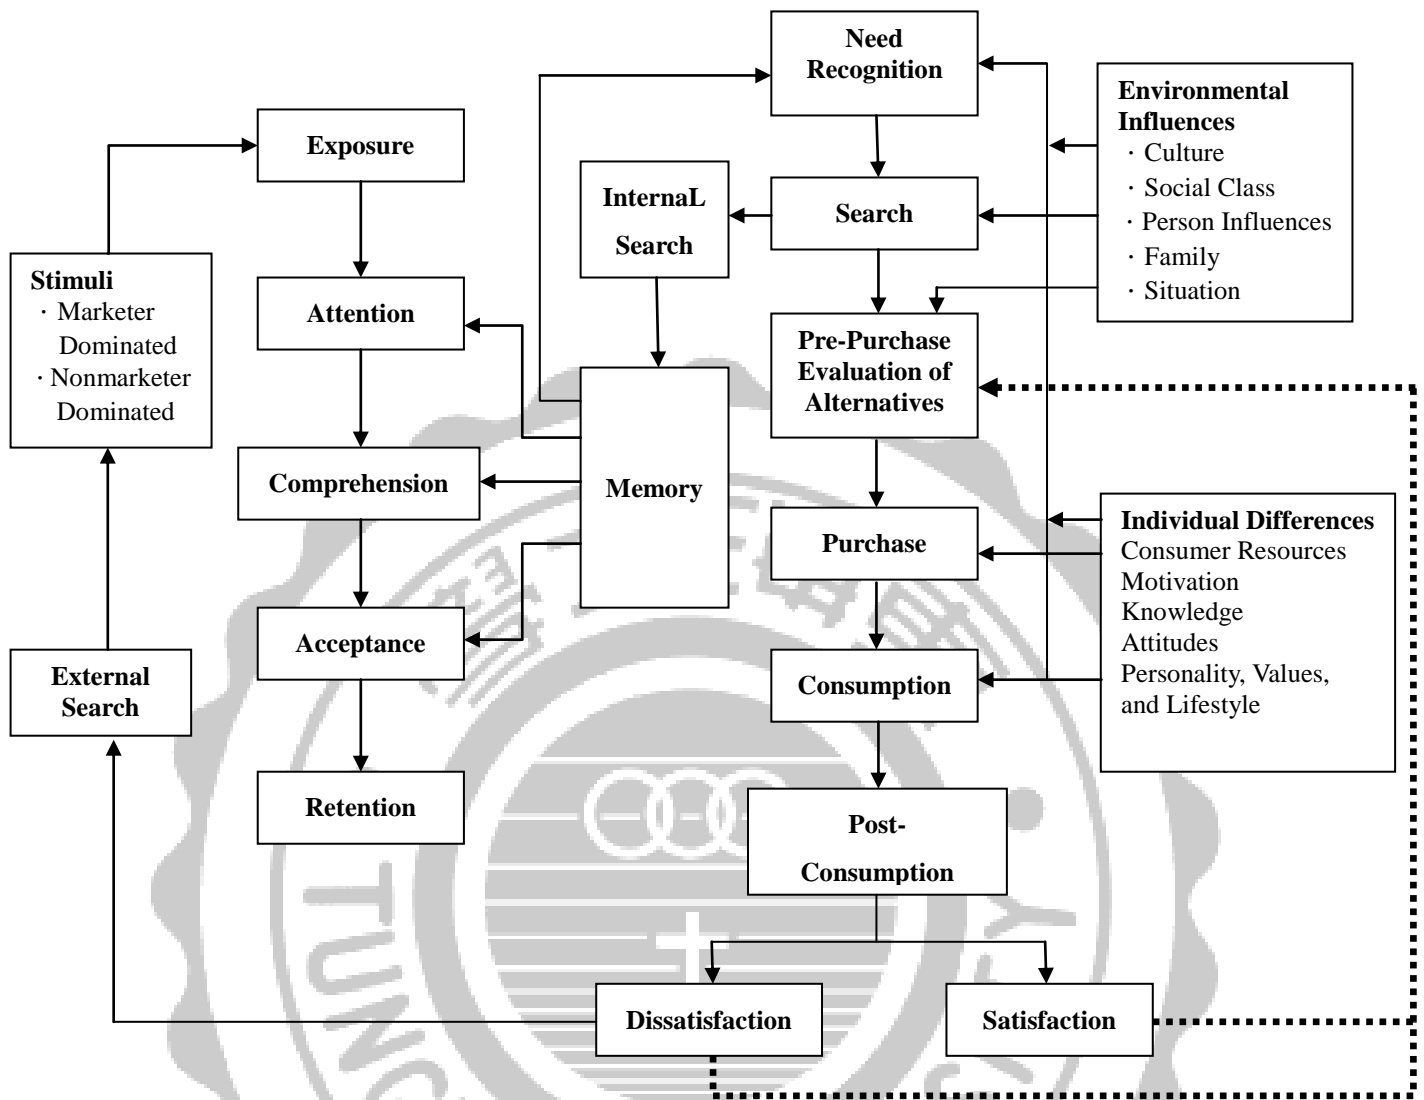 Need
Recognition
Environmental
Influences
· Culture
· Social Class
· Person Influences
· Family
· Situation
Exposure
InternaL
Search
Search
Stimuli
· Marketer
Dominated
· Nonmarketer
Dominated
Attention
Pre-Purchase
Evaluation of
Alternatives
Comprehension
Memory
Purchase
Individual Differences
Consumer Resources
Motivation
Knowledge
Attitudes
Personality, Values,
and Lifestyle
Acceptance
External
Search
Consumption
Retention
Post-
Consumption
Dissatisfaction
Satisfaction
TUNG